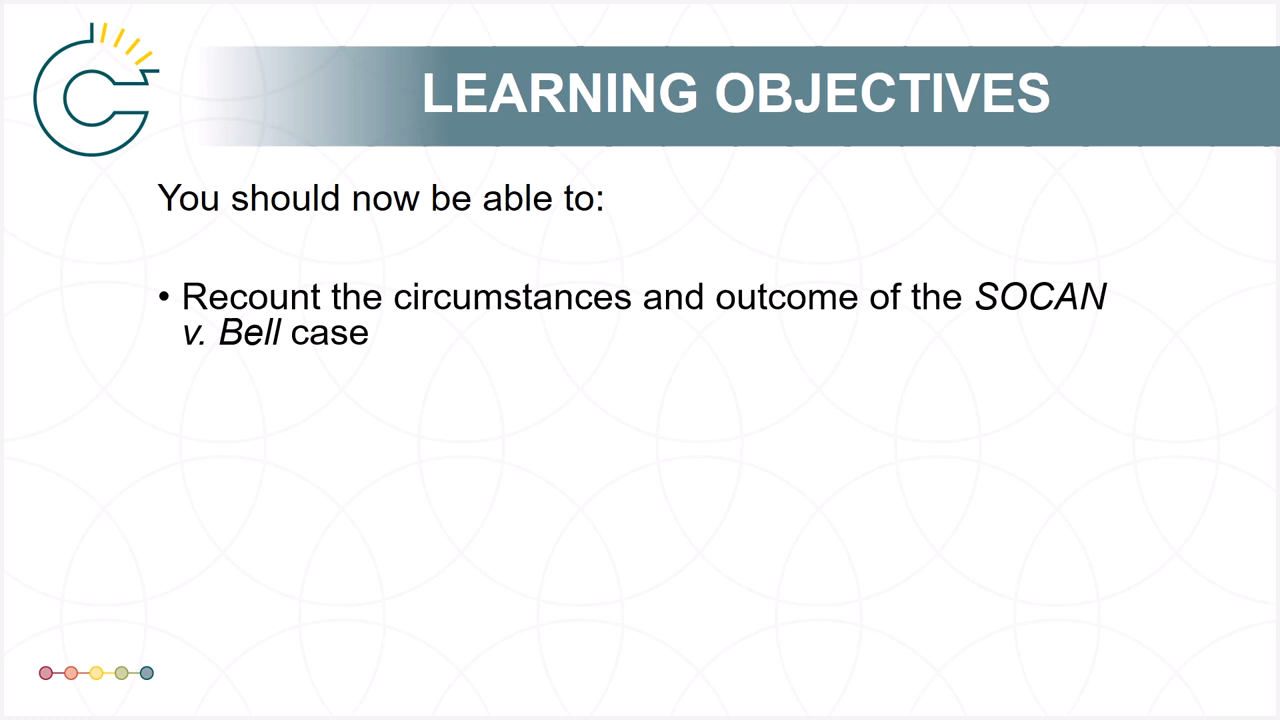 LEARNING OBJECTIVES
You should now be able to:
• Recount the circumstances and outcome of the SOCAN
v. Bell case